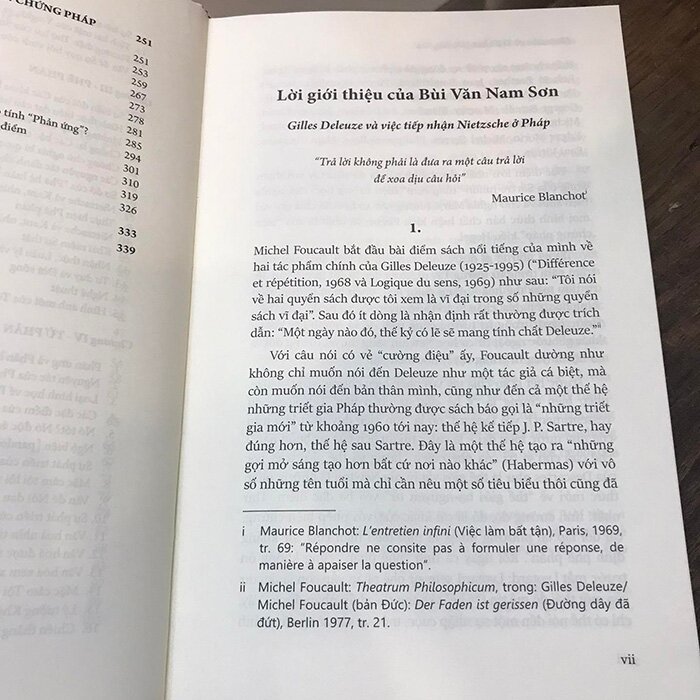 CHỨNG PHÁP
251
251
253
259
267
273
278
tính “Phản ứng”? 281
điểm 285
294
301
310
319
326
333
339
Lời giới thiệu của Bùi Văn Nam Sơn
Gilles Deleuze và việc tiếp nhận Nietzsche ở Pháp
“Trả lời không phải là đưa ra một câu trả lời
để xoa dịu câu hỏi”
Maurice Blanchotⁱ
1.
Michel Foucault bắt đầu bài điểm sách nổi tiếng của mình về
hai tác phẩm chính của Gilles Deleuze (1925-1995) (“Différence
et répétition, 1968 và Logique du sens, 1969) như sau: “Tôi nói
về hai quyển sách được tôi xem là vĩ đại trong số những quyển
sách vĩ đại”. Sau đó ít dòng là nhận định rất thường được trích
dẫn: “Một ngày nào đó, thế kỷ có lẽ sẽ mang tính chất Deleuze.”ⁱⁱ
Với câu nói có vẻ “cường điệu” ấy, Foucault dường như
không chỉ muốn nói đến Deleuze như một tác giả cá biệt, mà
còn muốn nói đến bản thân mình, cũng như đến cả một thế hệ
những triết gia Pháp thường được sách báo gọi là “những triết
gia mới” từ khoảng 1960 tới nay: thế hệ kế tiếp J. P. Sartre, hay
đúng hơn, thế hệ sau Sartre. Đây là một thế hệ tạo ra “những
gợi mở sáng tạo hơn bất cứ nơi nào khác” (Habermas) với vô
số những tên tuổi mà chỉ cần nêu một số tiêu biểu thôi cũng đã
i Maurice Blanchot: L’entretien infini (Việc làm bất tận), Paris, 1969,
tr. 69: “Répondre ne consite pas à formuler une réponse, de
manière à apaiser la question”.
ii Michel Foucault: Theatrum Philosophicum, trong: Gilles Deleuze/
Michel Foucault (bản Đức): Der Faden ist gerissen (Đường dây đã
đứt), Berlin 1977, tr. 21.
vii